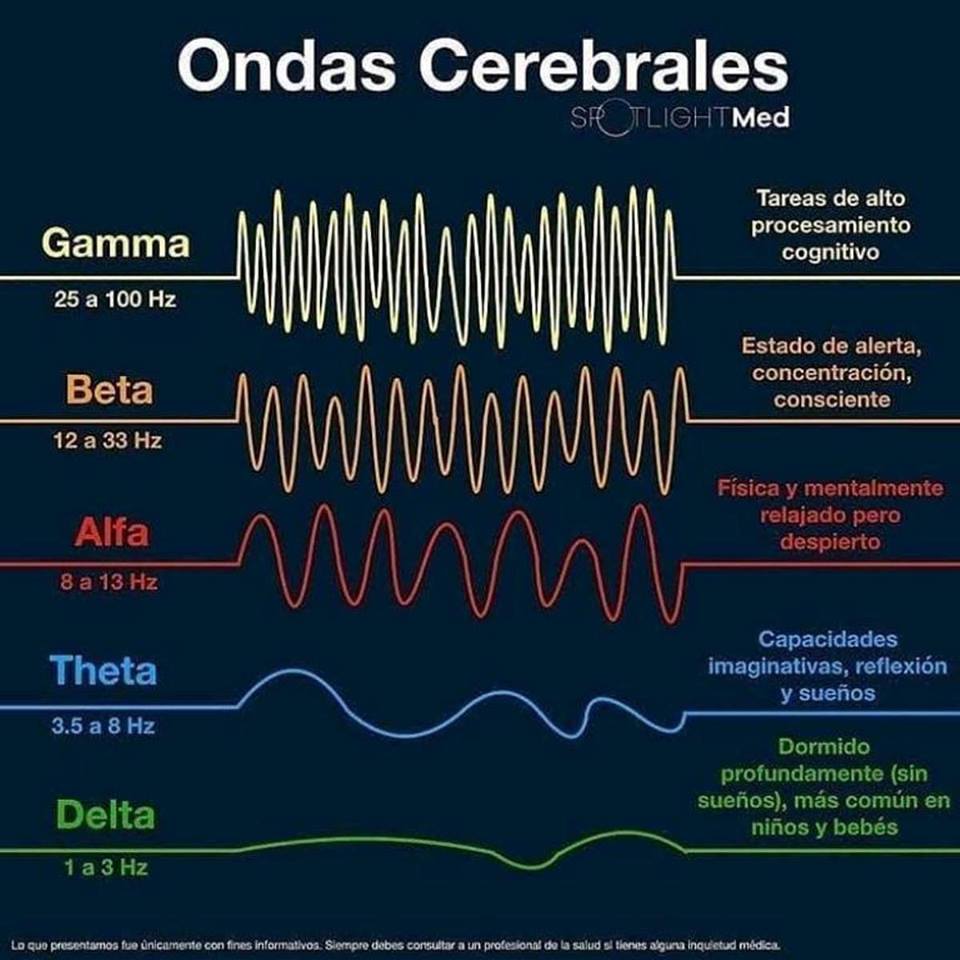 Ondas Cerebrales
SPOTLIGHTMed
Gamma
25 a 100 Hz
Tareas de alto
procesamiento
cognitivo
Beta
12 a 33 Hz
Estado de alerta,
concentración,
consciente
Alfa
8 a 13 Hz
Física y mentalmente
relajado pero
despierto
Theta
3.5 a 8 Hz
Capacidades
imaginativas, reflexión
y sueños
Delta
1 a 3 Hz
Dormido
profundamente (sin
sueños), más común en
niños y bebés
Lo que presentamos fue únicamente con fines informativos. Siempre debes consultar a un profesional de la salud si tienes alguna inquietud médica.